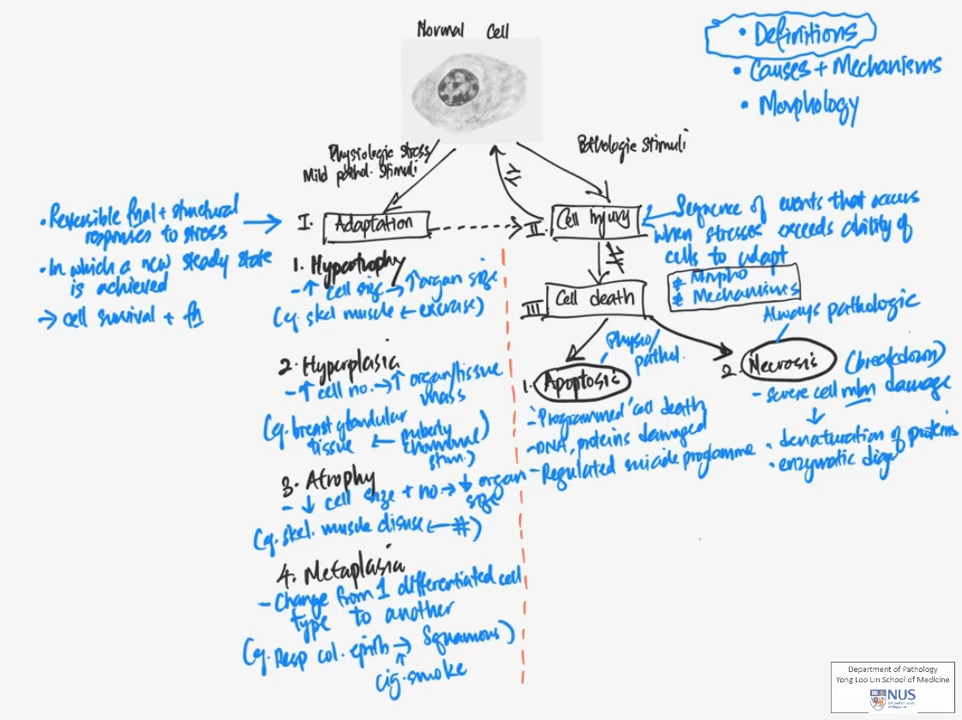 Normal Cell
• Definitions
• Causes + Mechanisms
• Morphology
Physiologic stress/
Mild pathol. stimuli
Pathologic stimuli
I. Adaptation
• Reversible fnal + structural
responses to stress
• In which a new steady state
is achieved
→ cell survival + fn
1. Hypertrophy
- ↑ cell size → ↑ organ size
(eg. skel muscle ← exercise)
2. Hyperplasia
- ↑ cell no. → ↑ organ/tissue
mass
(eg. breast glandular
tissue ← puberty
(hormonal
stim.)
3. Atrophy
- ↓ cell size + no → ↓ organ
size
(eg. skel. muscle disuse ← #)
4. Metaplasia
- Change from 1 differentiated cell
type to another
(eg. Resp col. epith → Squamous)
↑
cig. smoke
II. Cell injury
Sequence of events that occurs
when stresses exceeds ability of
cells to adapt
III Cell death
≠ Morpho
≠ Mechanisms
Physio/
pathol.
1. Apoptosis
- 'Programmed' cell death
- DNA, proteins damaged
- Regulated suicide programme
Always pathologic
2. Necrosis (breakdown)
- severe cell mbm damage
↓
• denaturation of proteins
• enzymatic dige
Department of Pathology
Yong Loo Lin School of Medicine
NUS
National University
of Singapore